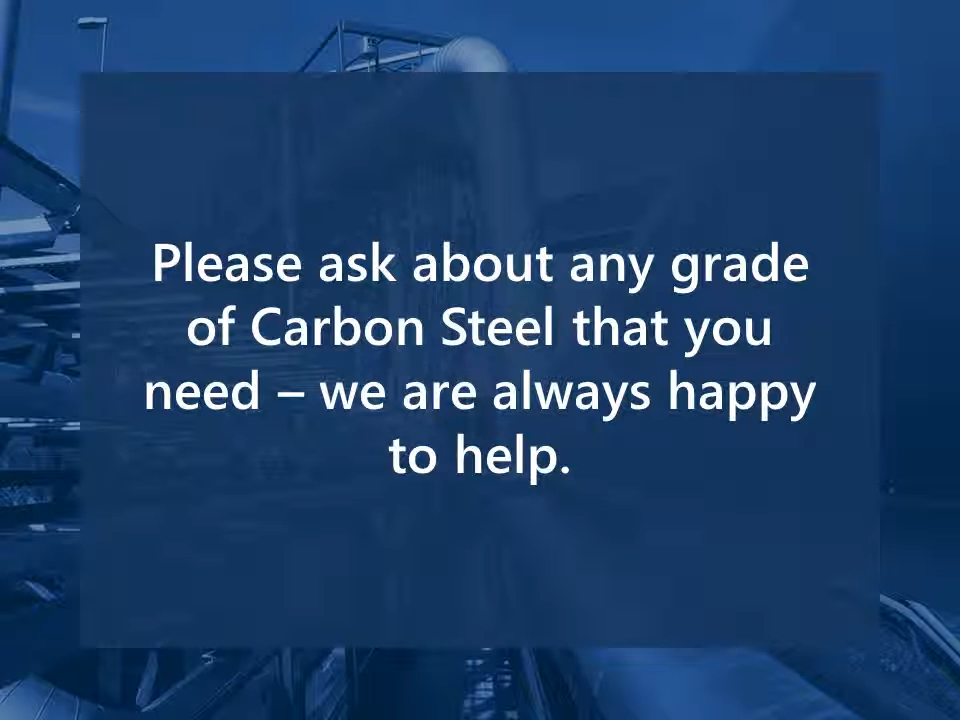 Please ask about any grade
of Carbon Steel that you
need – we are always happy
to help.